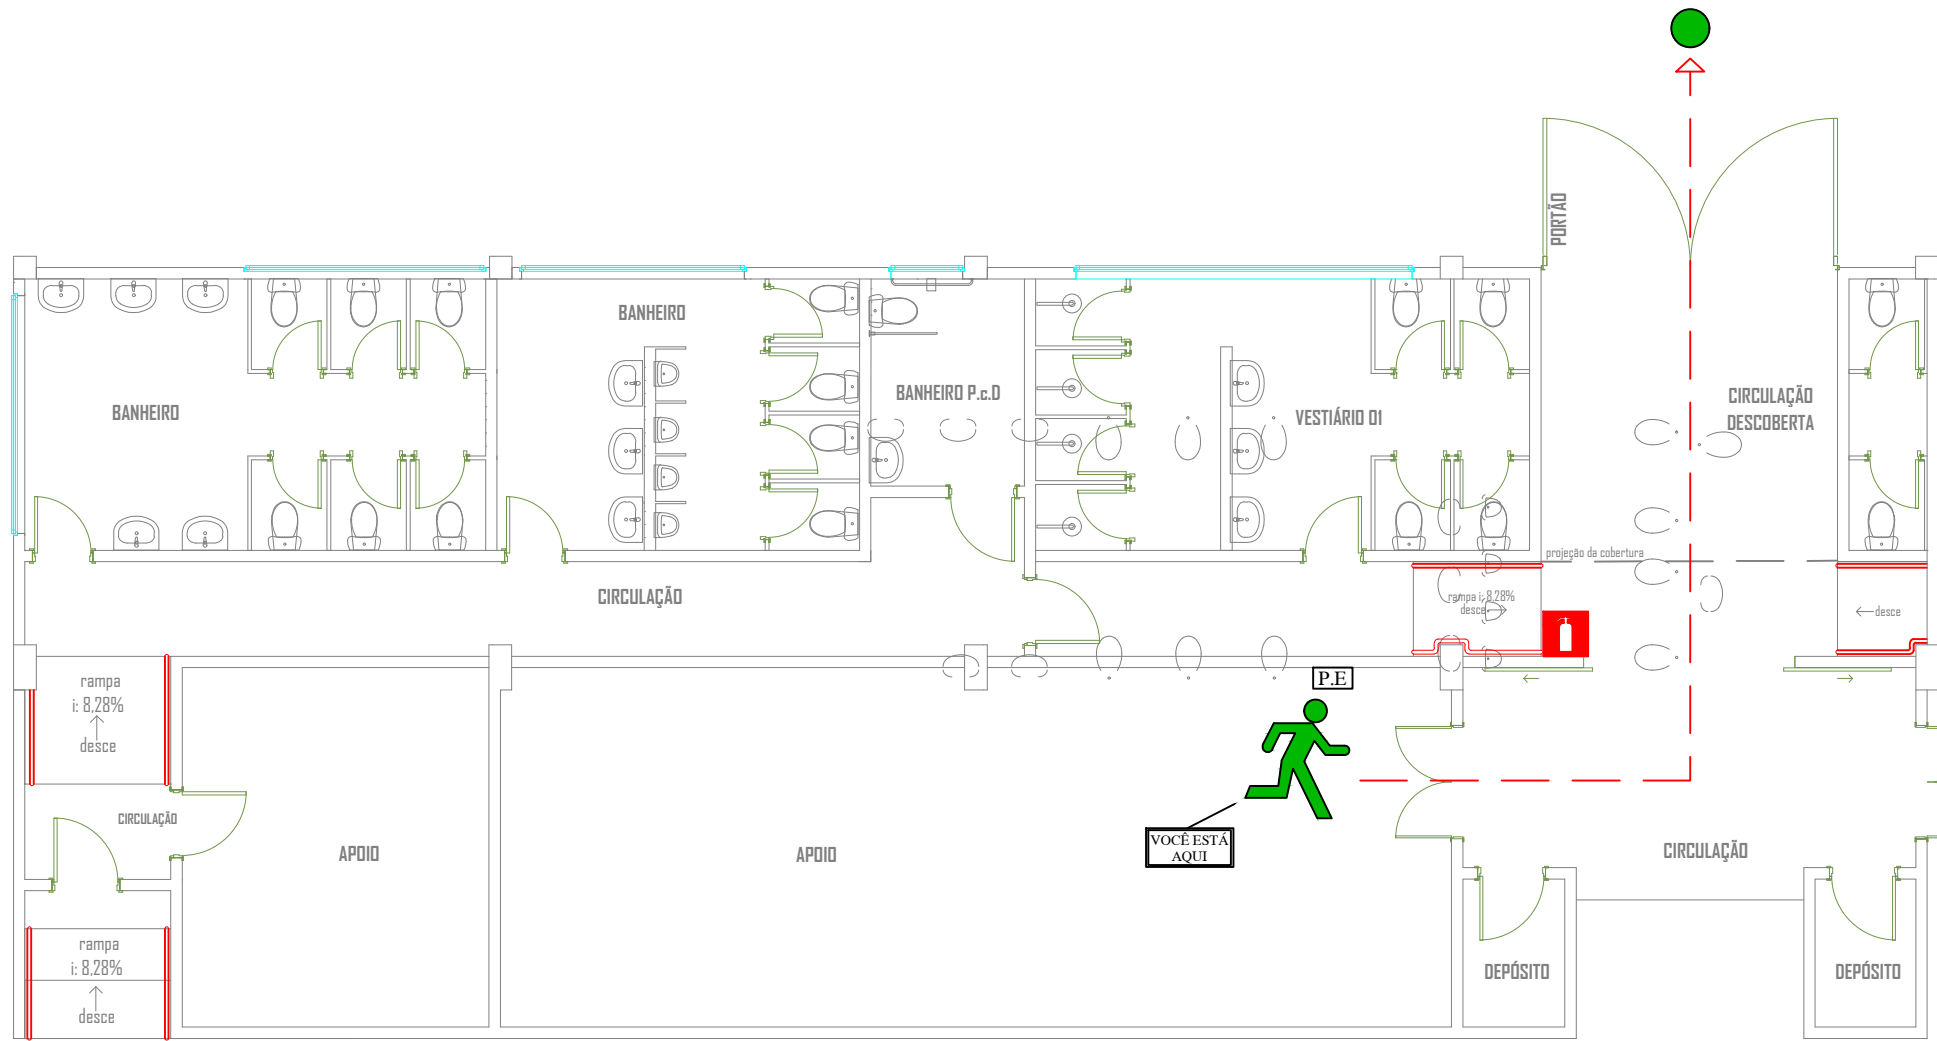 PORTÃO
BANHEIRO
BANHEIRO
BANHEIRO P.c.D
VESTIÁRIO 01
CIRCULAÇÃO
DESCOBERTA
projeção da cobertura
CIRCULAÇÃO
rampa i: 8,28%
desce
desce
P.E
rampa
i: 8,28%
desce
CIRCULAÇÃO
APOIO
APOIO
VOCÊ ESTÁ
AQUI
CIRCULAÇÃO
rampa
i: 8,28%
desce
DEPÓSITO
DEPÓSITO